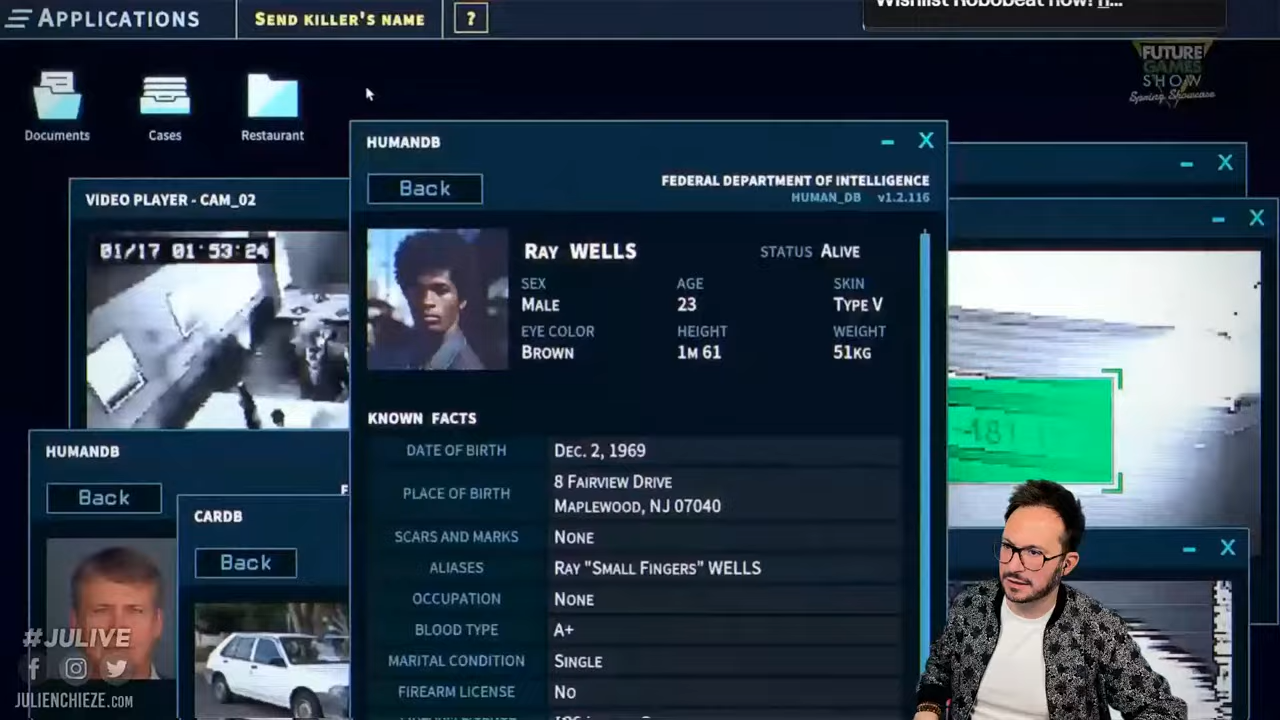 APPLICATIONS
SEND KILLER'S NAME
?
Wishlist Robobeat now!
FUTURE
GAMES
SHOW
Spring Showcase
Documents
Cases
Restaurant
HUMANDB
Back
FEDERAL DEPARTMENT OF INTELLIGENCE
HUMAN_DB v1.2.116
VIDEO PLAYER - CAM_02
01/17 01:53:24
RAY WELLS
STATUS ALIVE
SEX
AGE
SKIN
MALE
23
TYPE V
EYE COLOR
HEIGHT
WEIGHT
BROWN
1M 61
51KG
KNOWN FACTS
DATE OF BIRTH
DEC. 2, 1969
PLACE OF BIRTH
8 FAIRVIEW DRIVE
MAPLEWOOD, NJ 07040
SCARS AND MARKS
NONE
ALIASES
RAY "SMALL FINGERS" WELLS
OCCUPATION
NONE
BLOOD TYPE
A+
MARITAL CONDITION
SINGLE
FIREARM LICENSE
NO
HUMANDB
Back
CARDB
Back
-481
#JULIVE
JULIENCHIEZE.COM